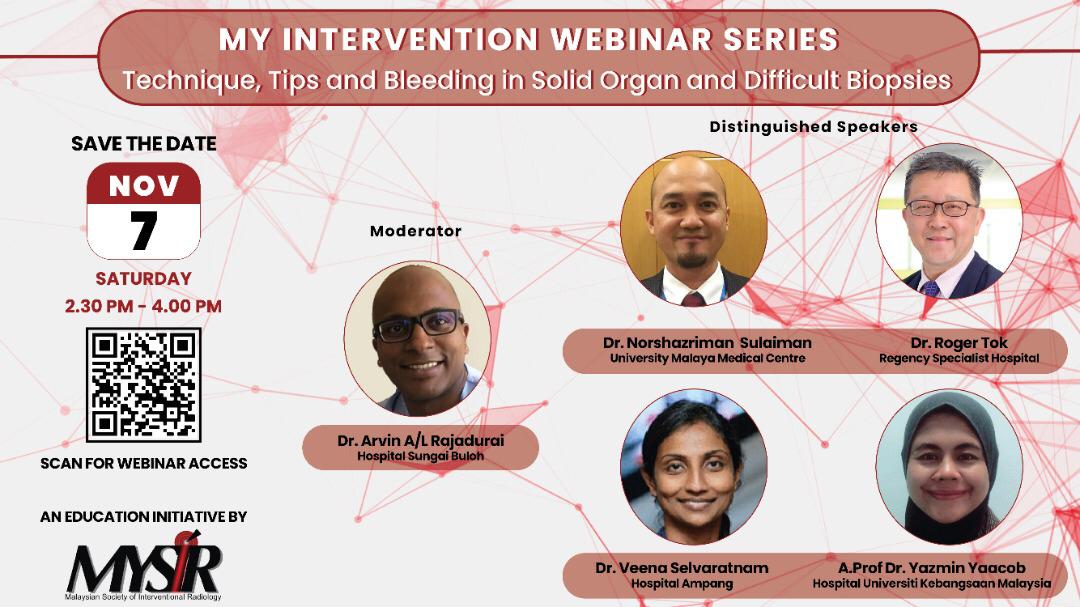 MY INTERVENTION WEBINAR SERIES
Technique, Tips and Bleeding in Solid Organ and Difficult Biopsies
SAVE THE DATE
NOV
7
SATURDAY
2.30 PM - 4.00 PM
SCAN FOR WEBINAR ACCESS
AN EDUCATION INITIATIVE BY
MYSIR
Malaysian Society of Interventional Radiology
Moderator
Dr. Arvin A/L Rajadurai
Hospital Sungai Buloh
Distinguished Speakers
Dr. Norshazriman Sulaiman
University Malaya Medical Centre
Dr. Roger Tok
Regency Specialist Hospital
Dr. Veena Selvaratnam
Hospital Ampang
A.Prof Dr. Yazmin Yaacob
Hospital Universiti Kebangsaan Malaysia